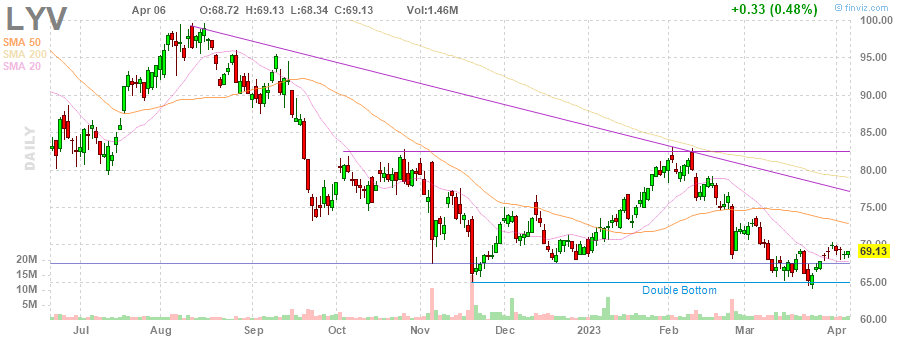 LYV
Apr 06 O:68.72 H:69.13 L:68.34 C:69.13 Vol:1.46M +0.33 (0.48%)
finviz.com
SMA 50
SMA 200
SMA 20
DAILY
100.00
95.00
90.00
85.00
80.00
75.00
70.00
69.13
65.00
60.00
20M
15M
10M
5M
Double Bottom
Jul Aug Sep Oct Nov Dec 2023 Feb Mar Apr